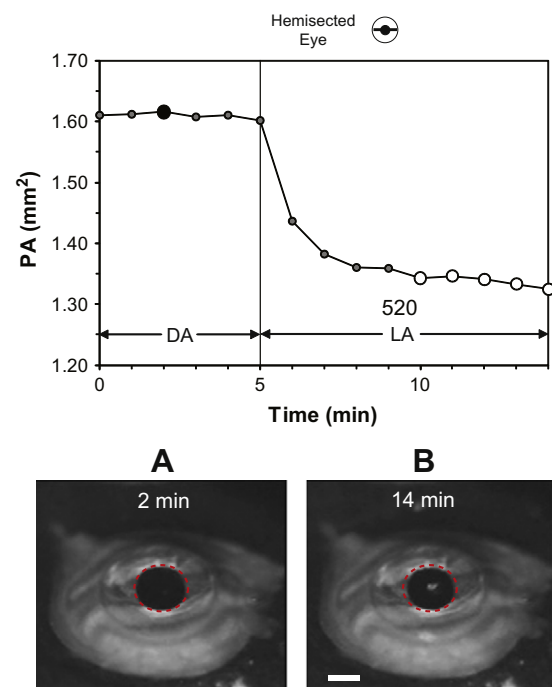 Hemisected
Eye
1.70
1.60
1.50
1.40
1.30
1.20
PA (mm²)
520
DA
LA
0
5
10
Time (min)
A
B
2 min
14 min